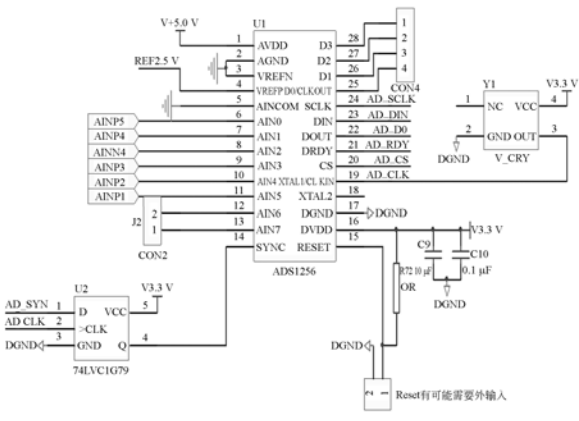 V+5.0 V
U1
1 AVDD D3 28
2 AGND D2 27
3 VREFN D1 26
4 VREFP D0/CLKOUT 25
5 AINCOM SCLK 24 AD_SCLK
6 AIN0 DIN 23 AD_DIN
7 AIN1 DOUT 22 AD_D0
8 AIN2 DRDY 21 AD_RDY
9 AIN3 CS 20 AD_CS
10 AIN4 XTAL1/CL KIN 19 AD_CLK
11 AIN5 XTAL2 18
12 AIN6 DGND 17 DGND
13 AIN7 DVDD 16 V3.3 V
14 SYNC RESET 15
ADS1256
REF2.5 V
AINP5
AINP4
AINN4
AINP3
AINP2
AINP1
J2
2
1
CON2
1
2
3
4
CON4
Y1
1 NC VCC 4 V3.3 V
2 GND OUT 3
DGND
V_CRY
C9
C10
R72 10 μF
0.1 μF
OR
DGND
U2
V3.3 V
AD_SYN 1 D VCC 5
AD CLK 2 >CLK
DGND 3 GND Q 4
74LVC1G79
DGND
2 1
Reset有可能需要外输入